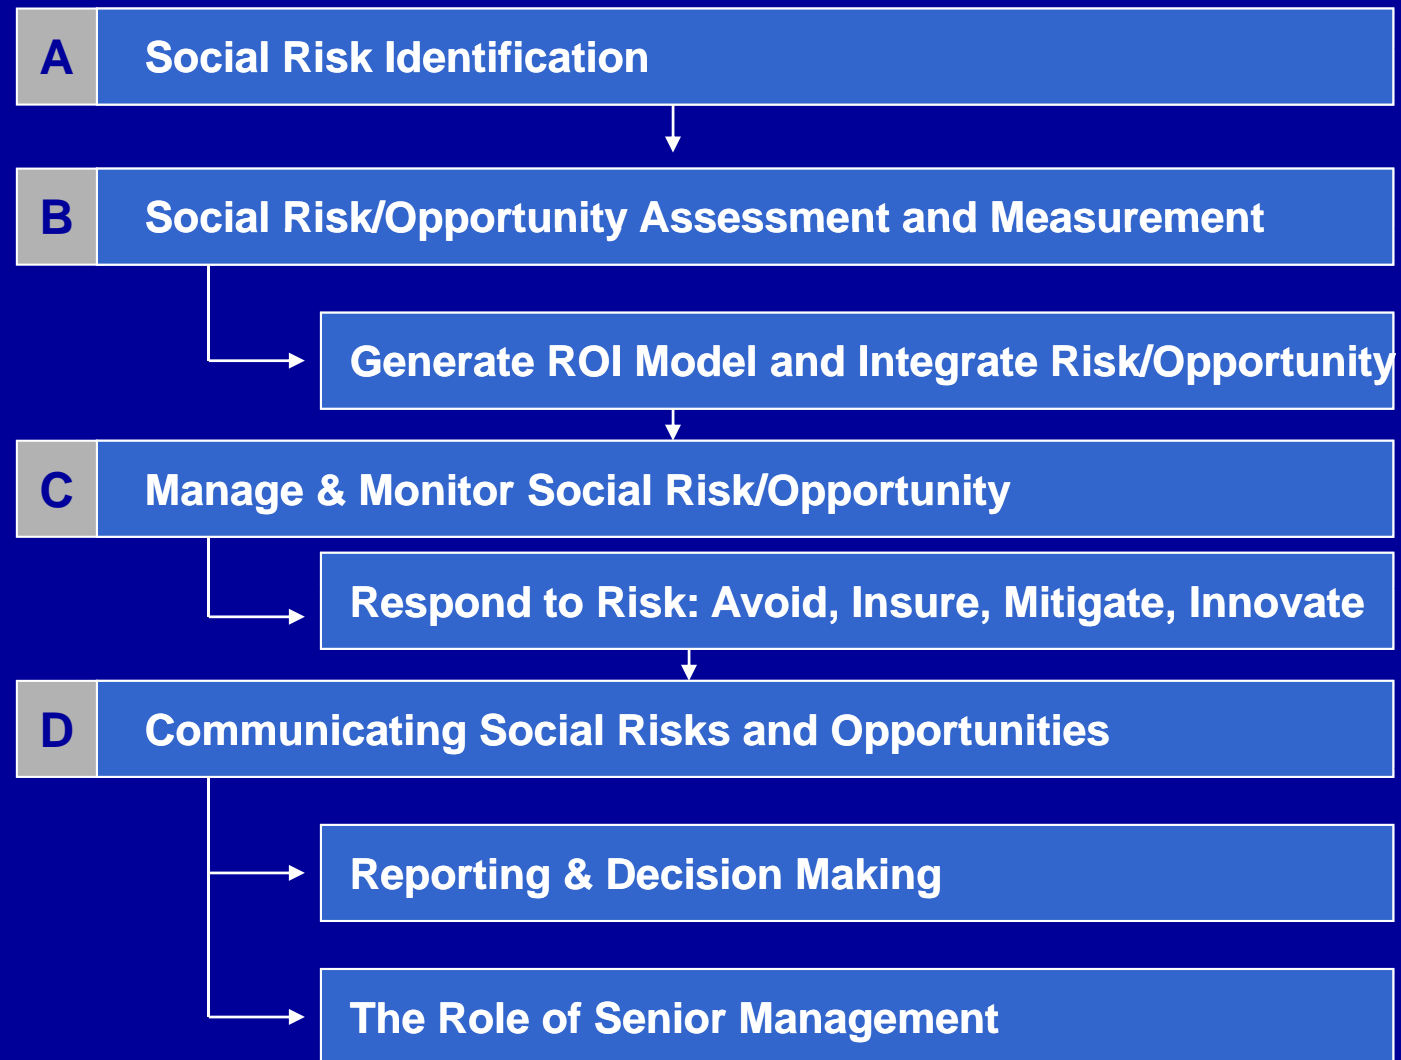 A Social Risk Identification
B Social Risk/Opportunity Assessment and Measurement
Generate ROI Model and Integrate Risk/Opportunity
C Manage & Monitor Social Risk/Opportunity
Respond to Risk: Avoid, Insure, Mitigate, Innovate
D Communicating Social Risks and Opportunities
Reporting & Decision Making
The Role of Senior Management